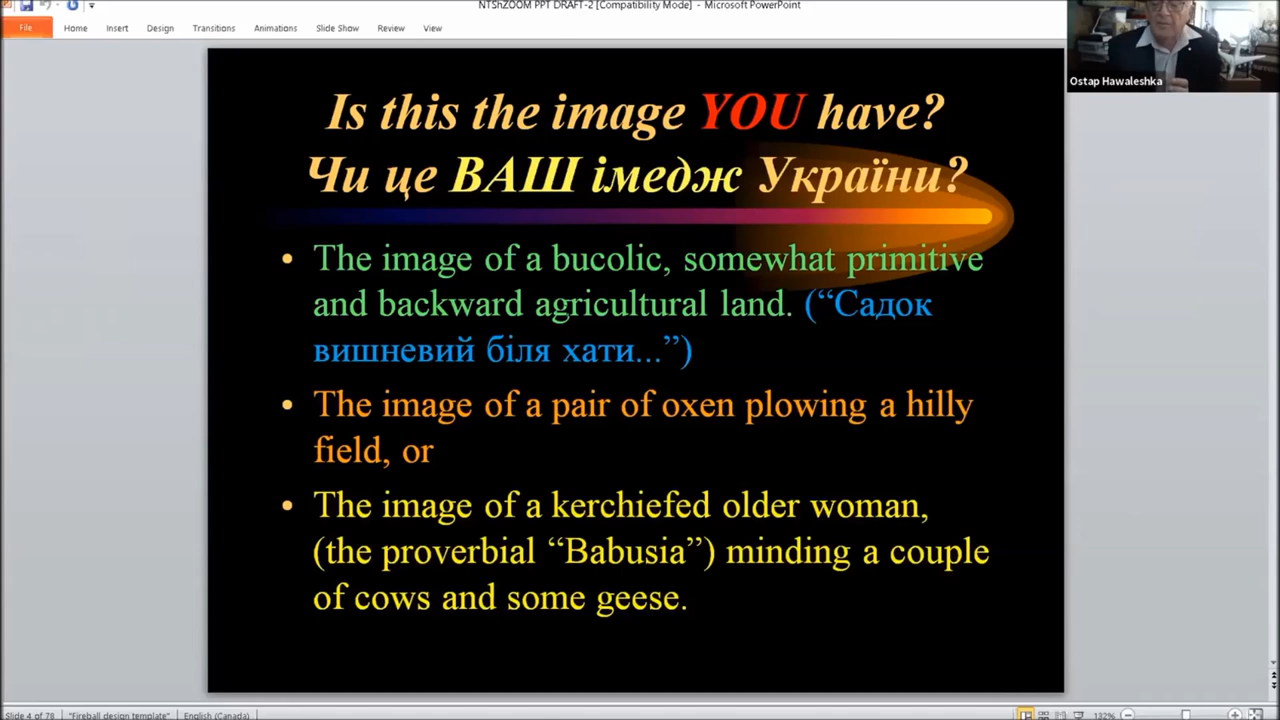 NTShZOOM PPT DRAFT-2 [Compatibility Mode] - Microsoft PowerPoint
File Home Insert Design Transitions Animations Slide Show Review View
Ostap Hawaleshka
Is this the image YOU have?
Чи це ВАШ імедж України?
• The image of a bucolic, somewhat primitive
and backward agricultural land. (“Садок
вишневий біля хати...”)
• The image of a pair of oxen plowing a hilly
field, or
• The image of a kerchiefed older woman,
(the proverbial “Babusia”) minding a couple
of cows and some geese.
Slide 4 of 78 "Fireball design template" English (Canada) 132%